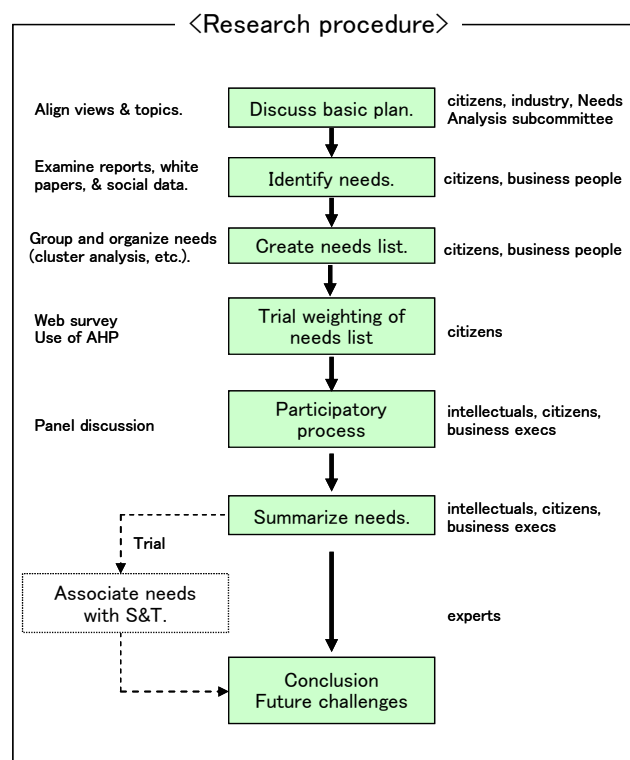 <Research procedure>
Align views & topics.
Discuss basic plan.
citizens, industry, Needs
Analysis subcommittee
Examine reports, white
papers, & social data.
Identify needs.
citizens, business people
Group and organize needs
(cluster analysis, etc.).
Create needs list.
citizens, business people
Web survey
Use of AHP
Trial weighting of
needs list
citizens
Panel discussion
Participatory
process
intellectuals, citizens,
business execs
Summarize needs.
intellectuals, citizens,
business execs
Trial
Associate needs
with S&T.
experts
Conclusion
Future challenges